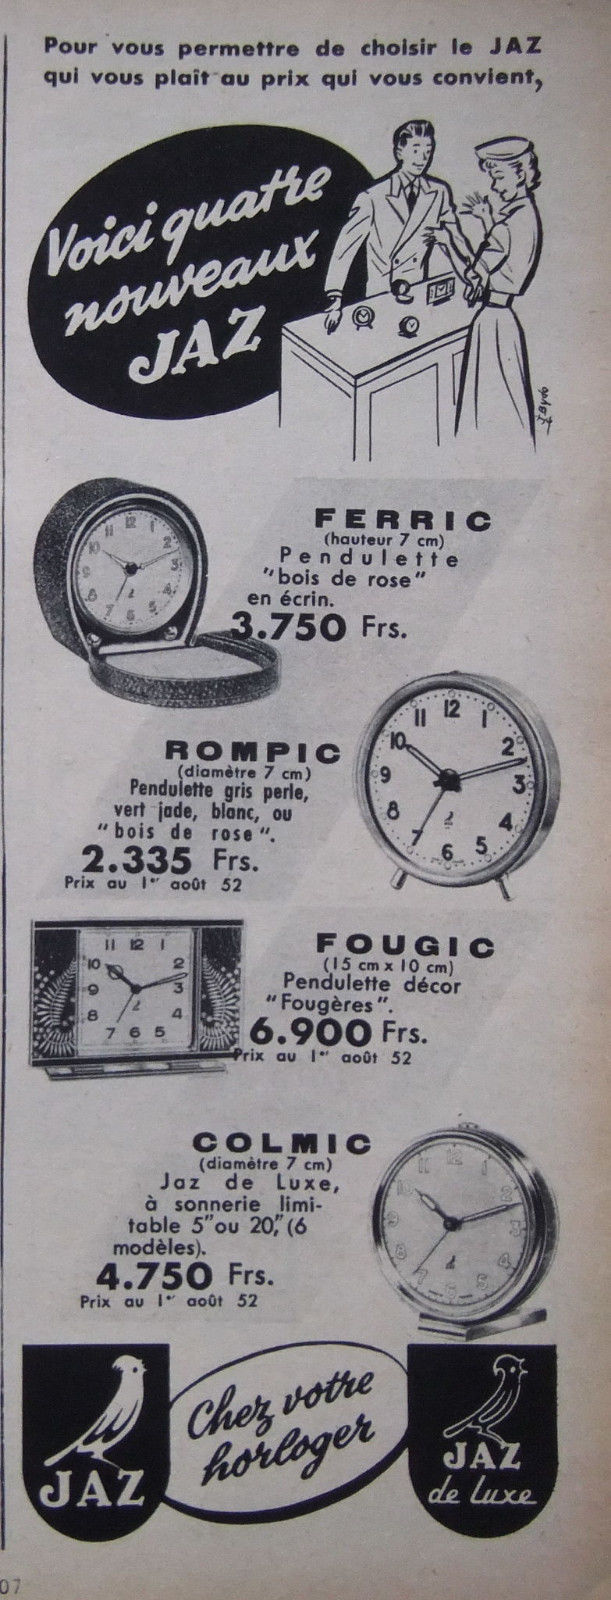 Pour vous permettre de choisir le JAZ
qui vous plaît au prix qui vous convient,
Voici quatre
nouveaux
JAZ
FERRIC
(hauteur 7 cm)
Pendulette
"bois de rose"
en écrin.
3.750 Frs.
ROMPIC
(diamètre 7 cm)
Pendulette gris perle,
vert jade, blanc, ou
"bois de rose".
2.335 Frs.
Prix au 1er août 52
FOUGIC
(15 cm x 10 cm)
Pendulette décor
"Fougères".
6.900 Frs.
Prix au 1er août 52
COLMIC
(diamètre 7 cm)
Jaz de Luxe,
à sonnerie limi-
table 5" ou 20," (6
modèles).
4.750 Frs.
Prix au 1er août 52
JAZ
Chez votre
horloger
JAZ
de Luxe
07